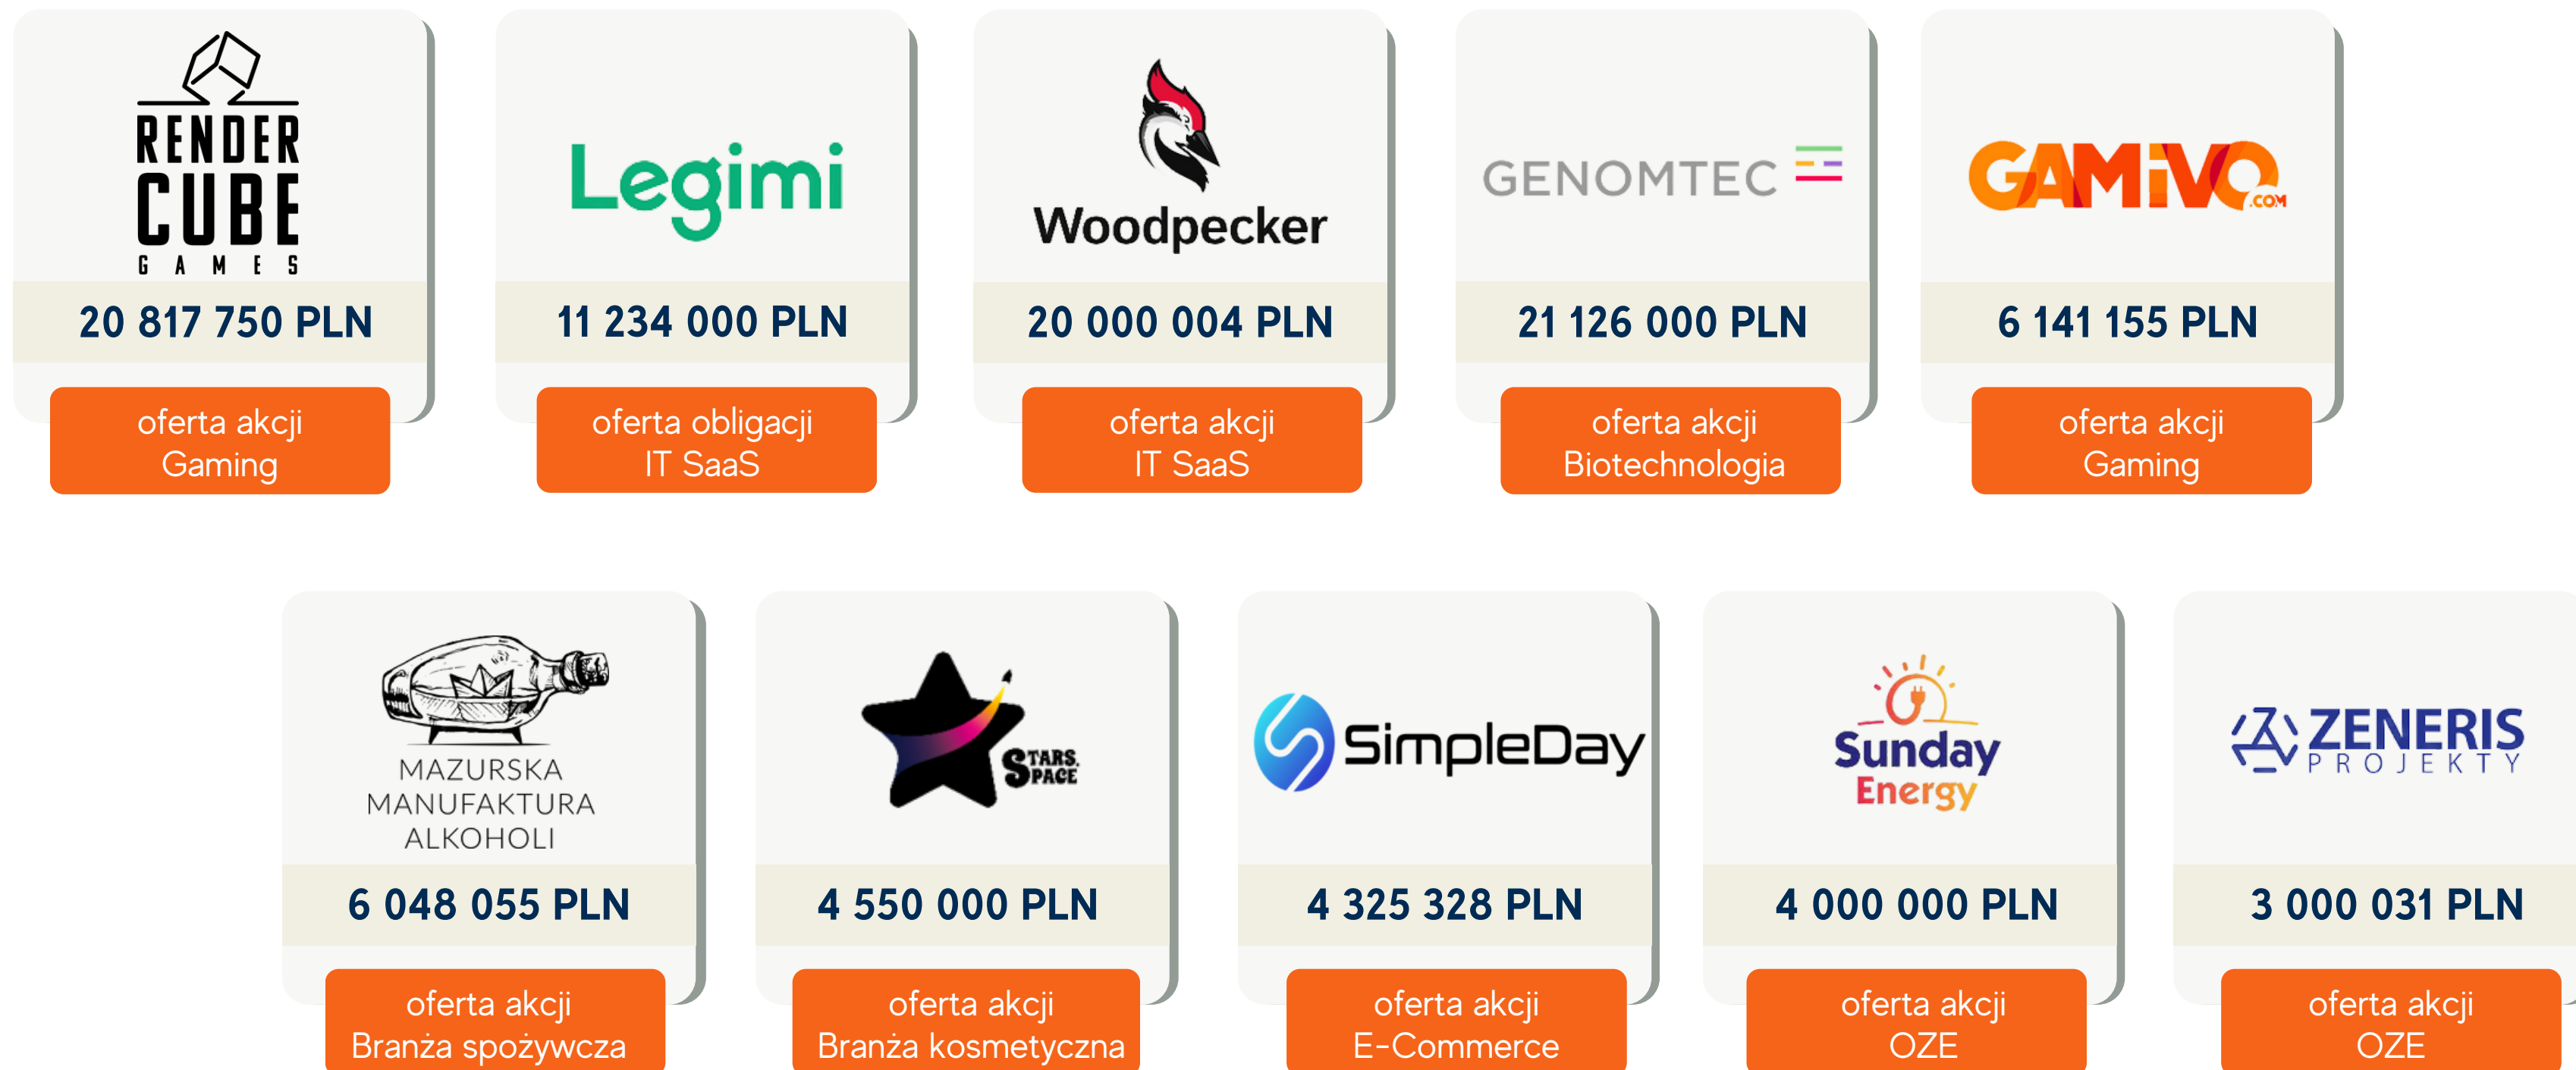 RENDER
CUBE
GAMES
20 817 750 PLN
oferta akcji
Gaming
Legimi
11 234 000 PLN
oferta obligacji
IT SaaS
Woodpecker
20 000 004 PLN
oferta akcji
IT SaaS
GENOMTEC
21 126 000 PLN
oferta akcji
Biotechnologia
GAMiVO
.COM
6 141 155 PLN
oferta akcji
Gaming
MAZURSKA
MANUFAKTURA
ALKOHOLI
6 048 055 PLN
oferta akcji
Branża spożywcza
STARS.
SPACE
4 550 000 PLN
oferta akcji
Branża kosmetyczna
SimpleDay
4 325 328 PLN
oferta akcji
E-Commerce
Sunday
Energy
4 000 000 PLN
oferta akcji
OZE
ZENERIS
PROJEKTY
3 000 031 PLN
oferta akcji
OZE